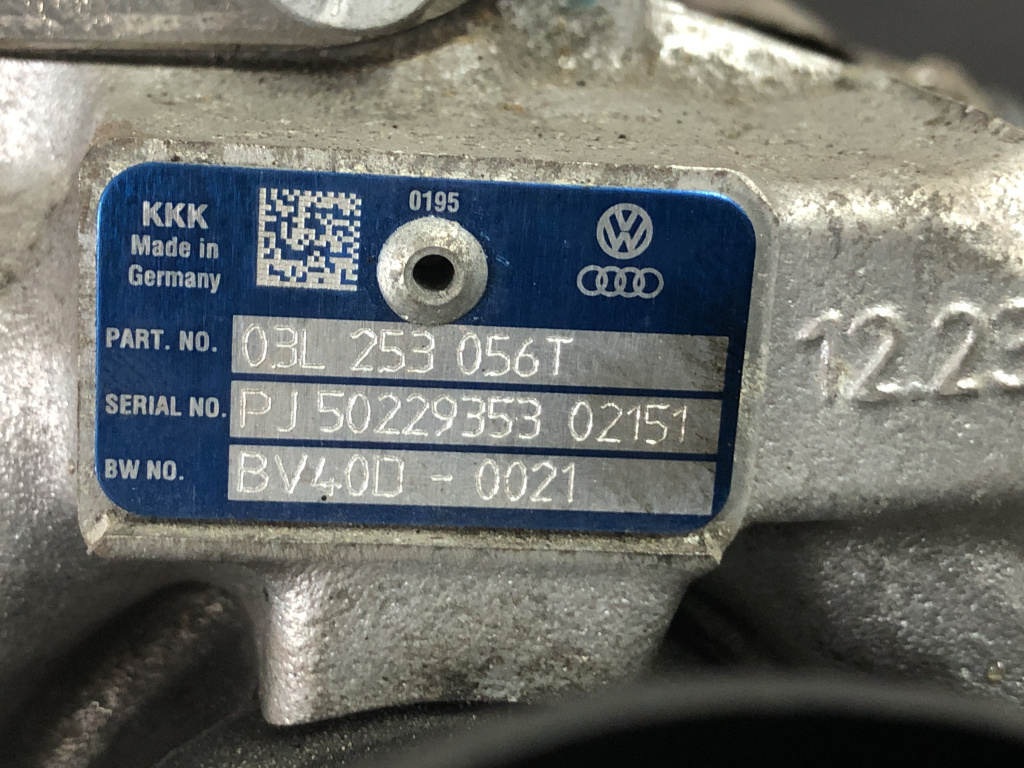 KKK
Made in
Germany
0195
PART. NO. 03L 253 056T
SERIAL NO. PJ 50229353 02151
BW NO. BV40D - 0021
12.23